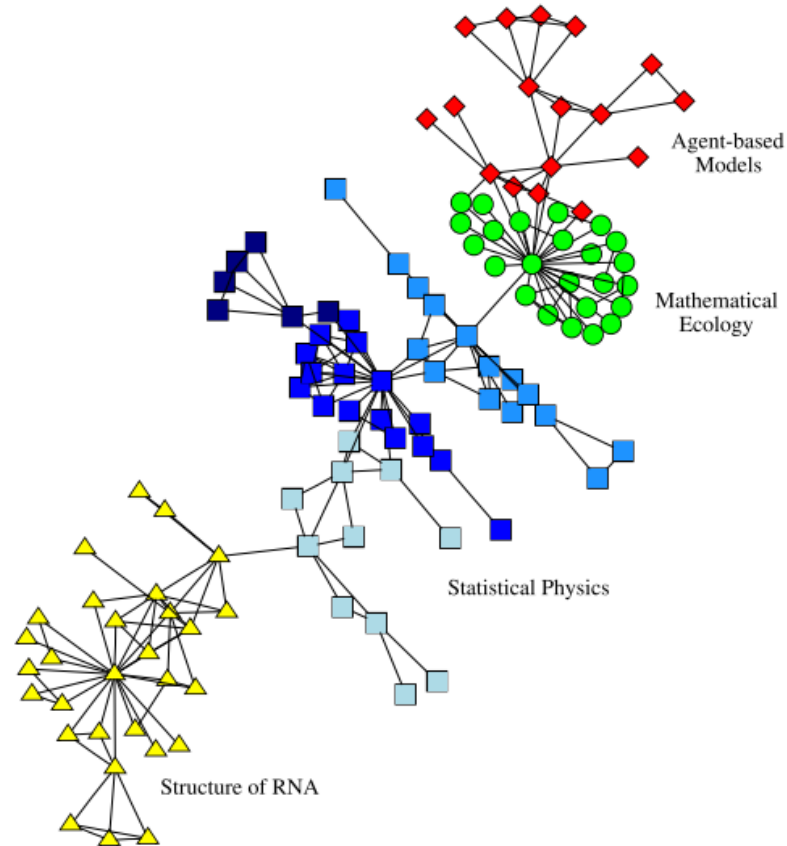 Agent-based
Models
Mathematical
Ecology
Statistical Physics
Structure of RNA